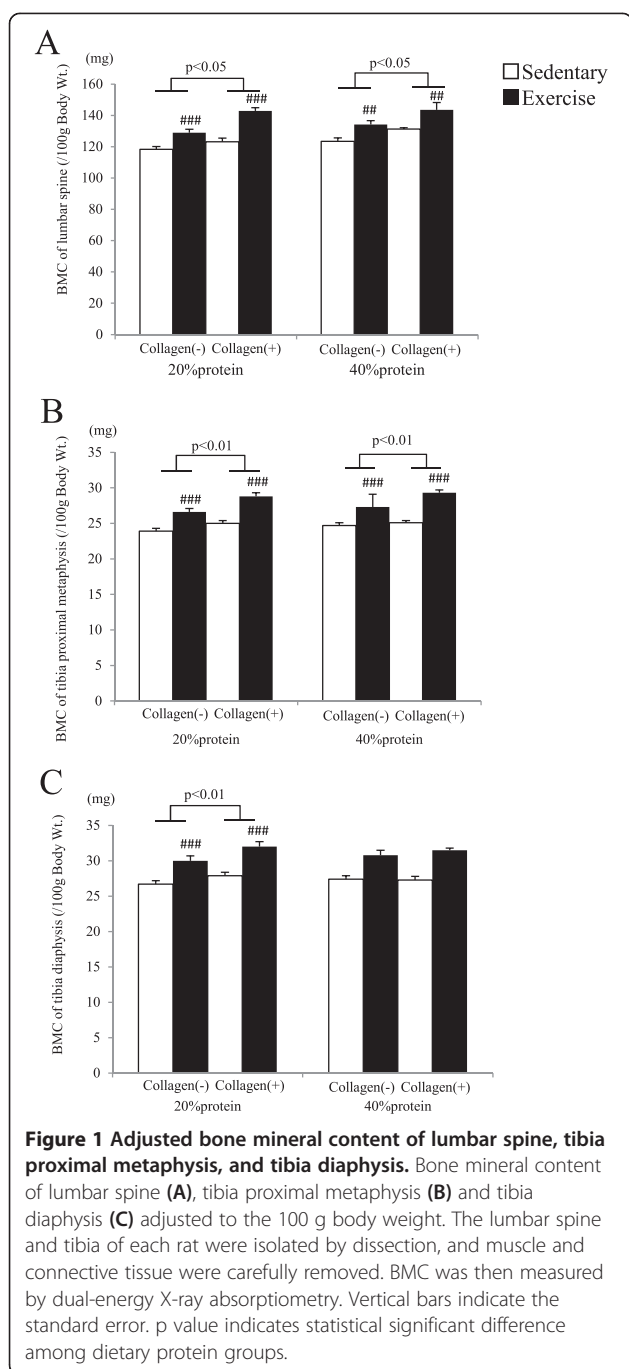 A
(mg)
p<0.05
p<0.05
Sedentary
Exercise
###
###
##
##
160
140
120
100
80
60
40
20
0
BMC of lumbar spine (/100g Body Wt.)
Collagen(-) Collagen(+)
Collagen(-) Collagen(+)
20%protein
40%protein
B
(mg)
p<0.01
p<0.01
###
###
###
###
35
30
25
20
15
10
5
0
BMC of tibia proximal metaphysis (/100g Body Wt.)
Collagen(-) Collagen(+)
Collagen(-) Collagen(+)
20%protein
40%protein
C
(mg)
p<0.01
###
###
35
30
25
20
15
10
5
0
BMC of tibia diaphysis (/100g Body Wt.)
Collagen(-) Collagen(+)
Collagen(-) Collagen(+)
20%protein
40%protein
Figure 1 Adjusted bone mineral content of lumbar spine, tibia
proximal metaphysis, and tibia diaphysis. Bone mineral content
of lumbar spine (A), tibia proximal metaphysis (B) and tibia
diaphysis (C) adjusted to the 100 g body weight. The lumbar spine
and tibia of each rat were isolated by dissection, and muscle and
connective tissue were carefully removed. BMC was then measured
by dual-energy X-ray absorptiometry. Vertical bars indicate the
standard error. p value indicates statistical significant difference
among dietary protein groups.